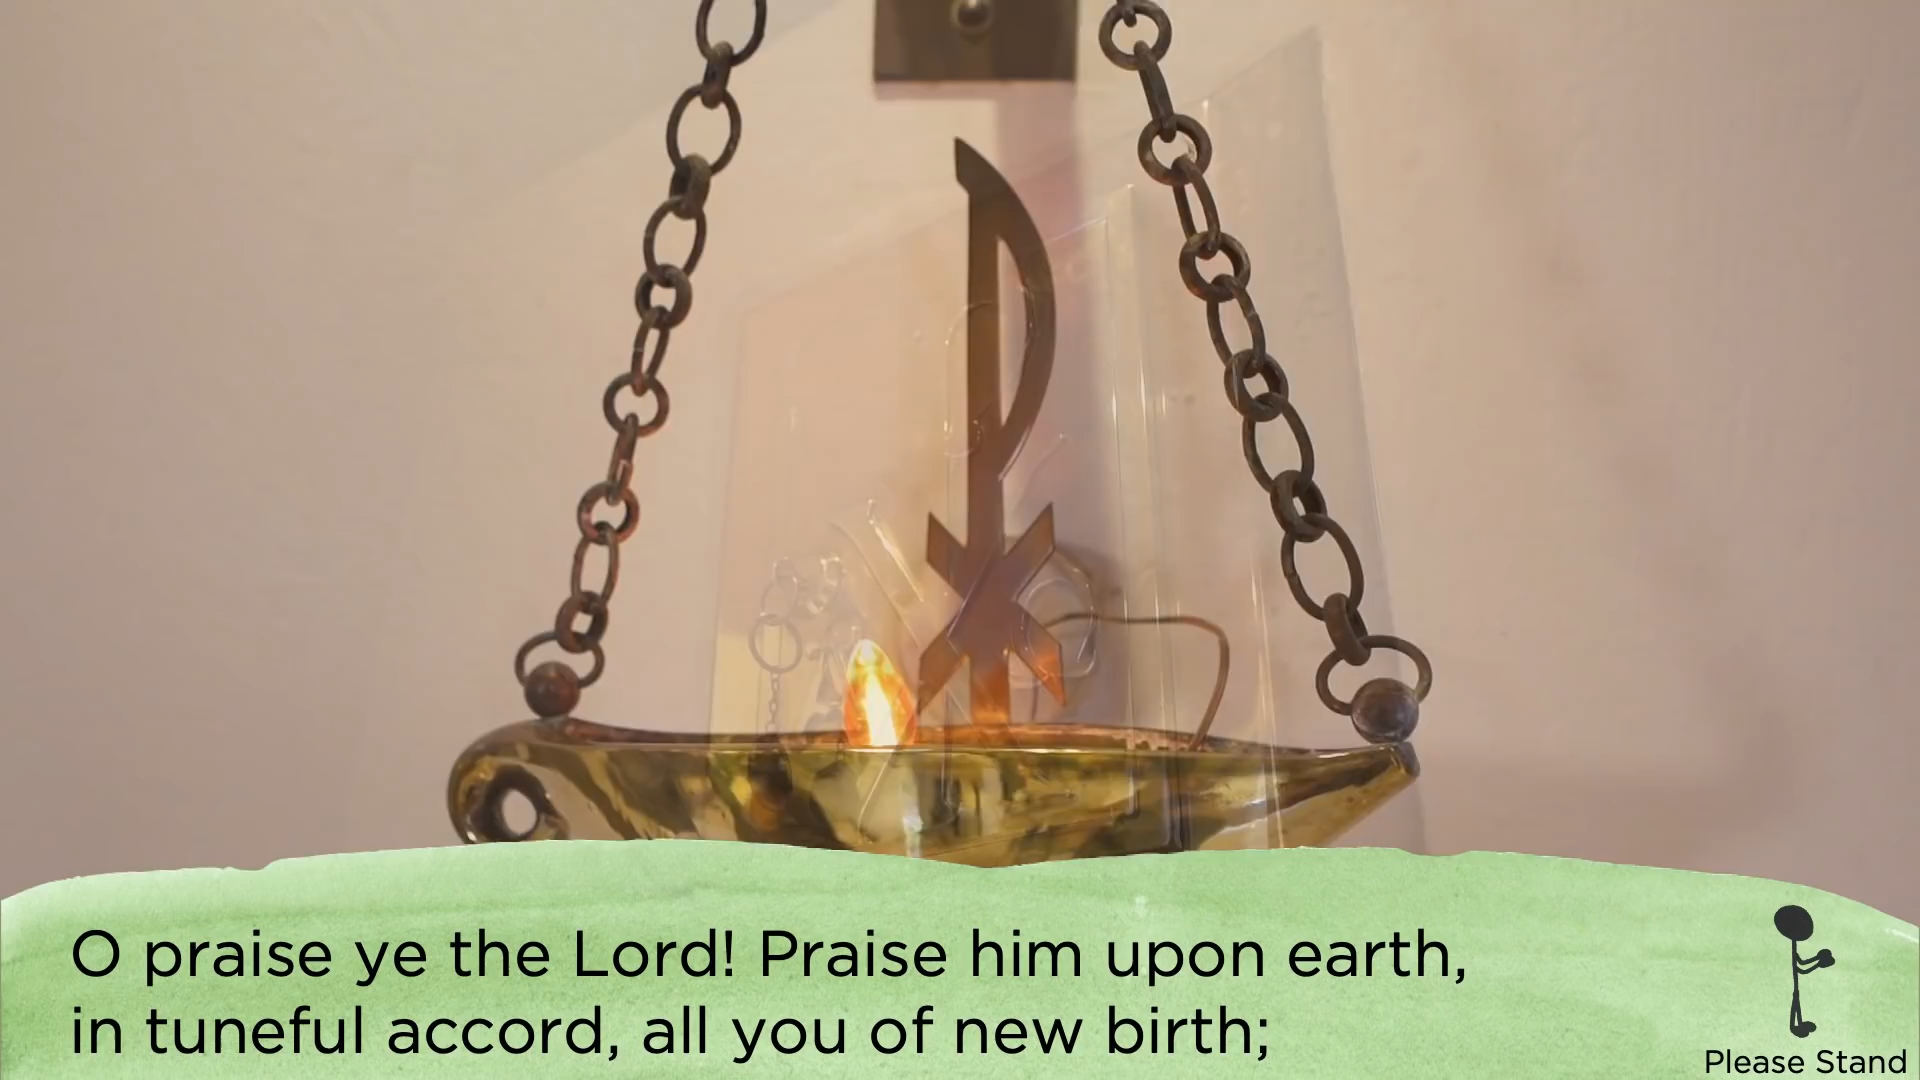 O praise ye the Lord! Praise him upon earth,
in tuneful accord, all you of new birth;
Please Stand